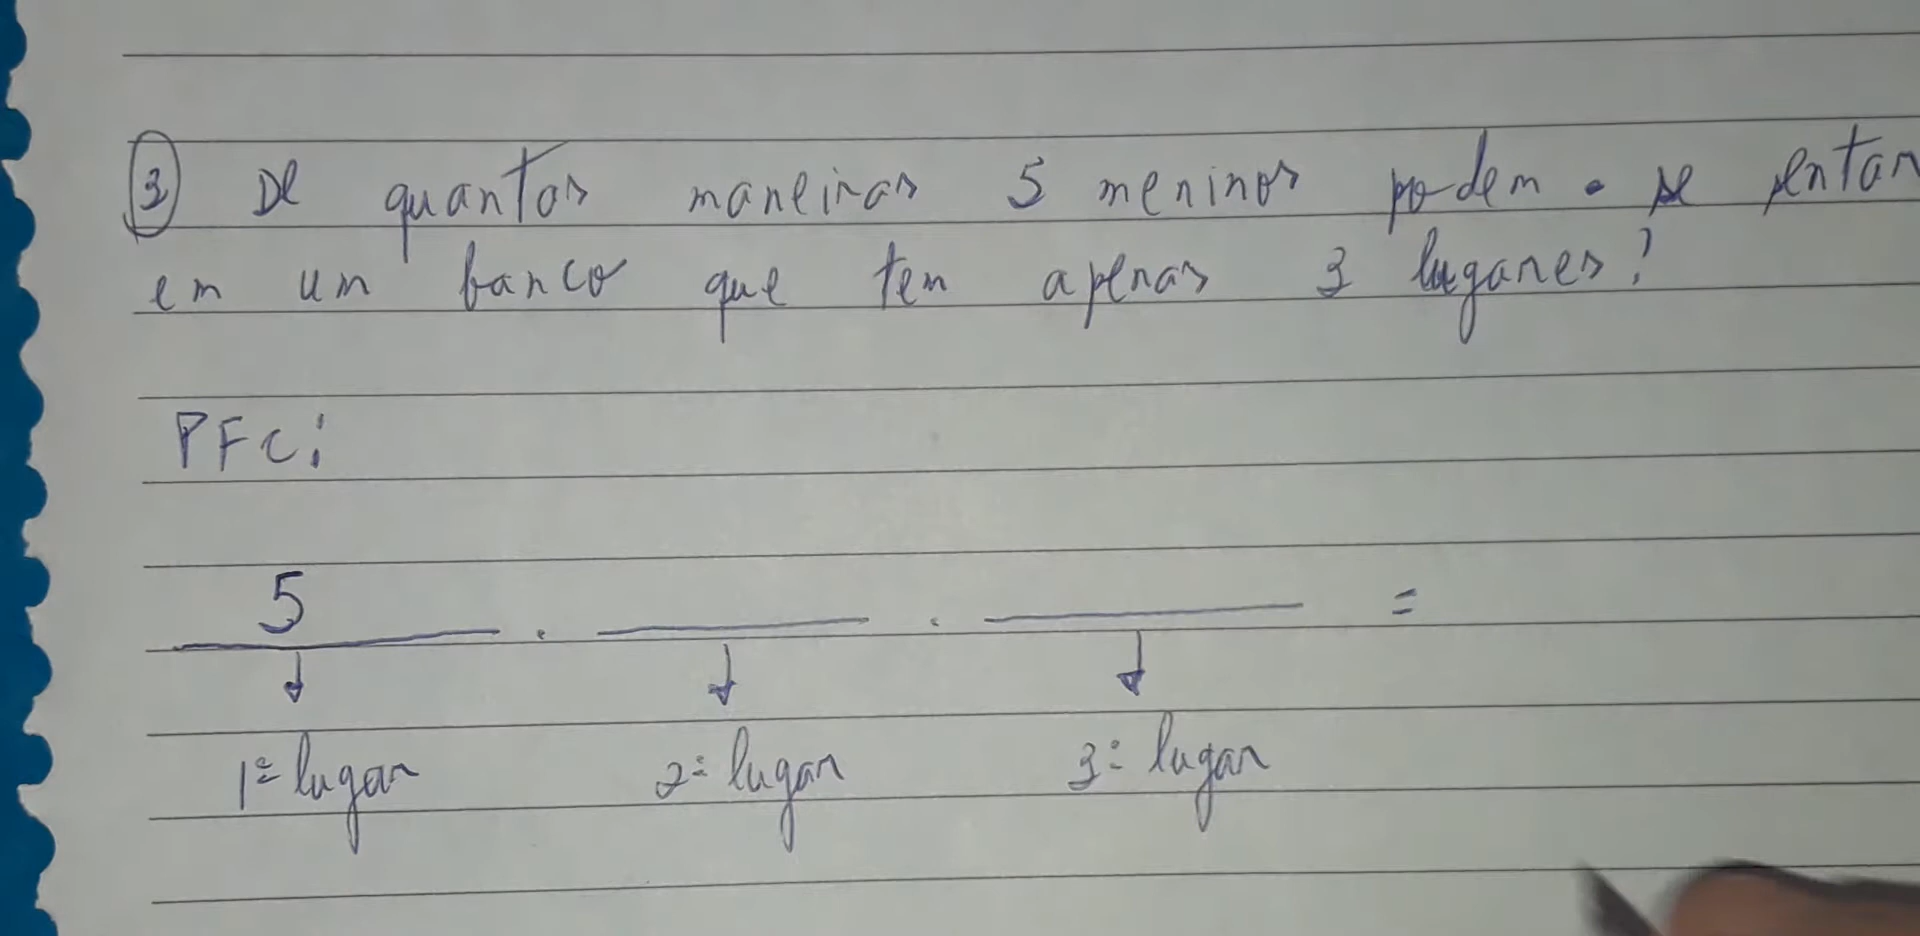 3 De quantas maneiras 5 meninos podem se sentar
em um banco que tem apenas 3 lugares?
PFC:
5 . . =
1º lugar 2º lugar 3º lugar